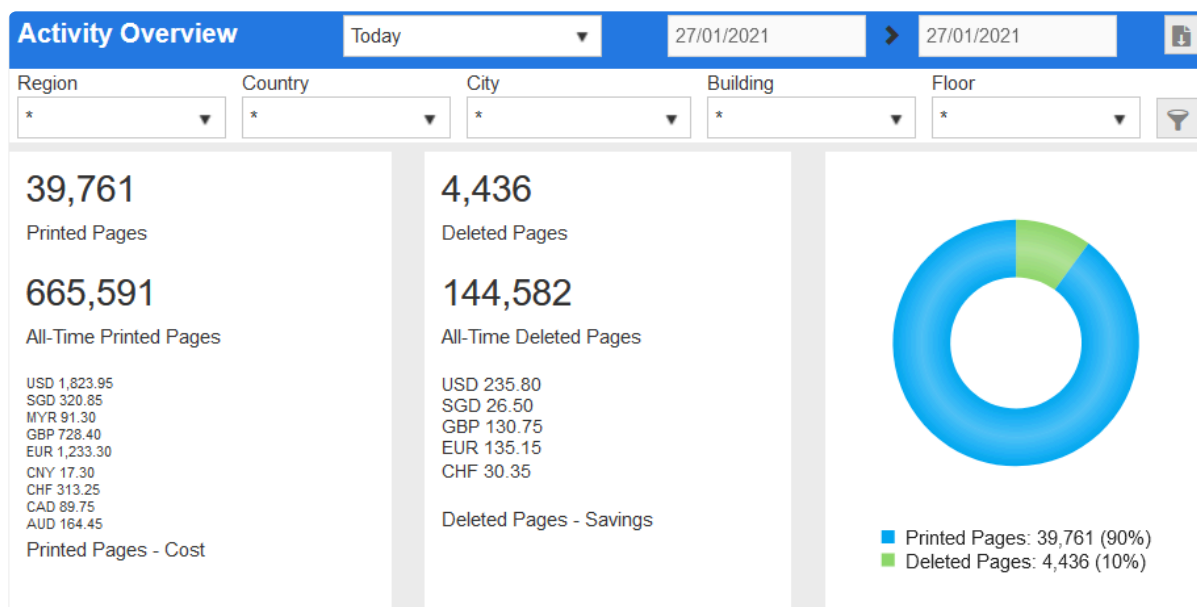 Activity Overview
Today
27/01/2021
27/01/2021
Region
Country
City
Building
Floor
*
*
*
*
*
39,761
Printed Pages
665,591
All-Time Printed Pages
USD 1,823.95
SGD 320.85
MYR 91.30
GBP 728.40
EUR 1,233.30
CNY 17.30
CHF 313.25
CAD 89.75
AUD 164.45
Printed Pages - Cost
4,436
Deleted Pages
144,582
All-Time Deleted Pages
USD 235.80
SGD 26.50
GBP 130.75
EUR 135.15
CHF 30.35
Deleted Pages - Savings
Printed Pages: 39,761 (90%)
Deleted Pages: 4,436 (10%)